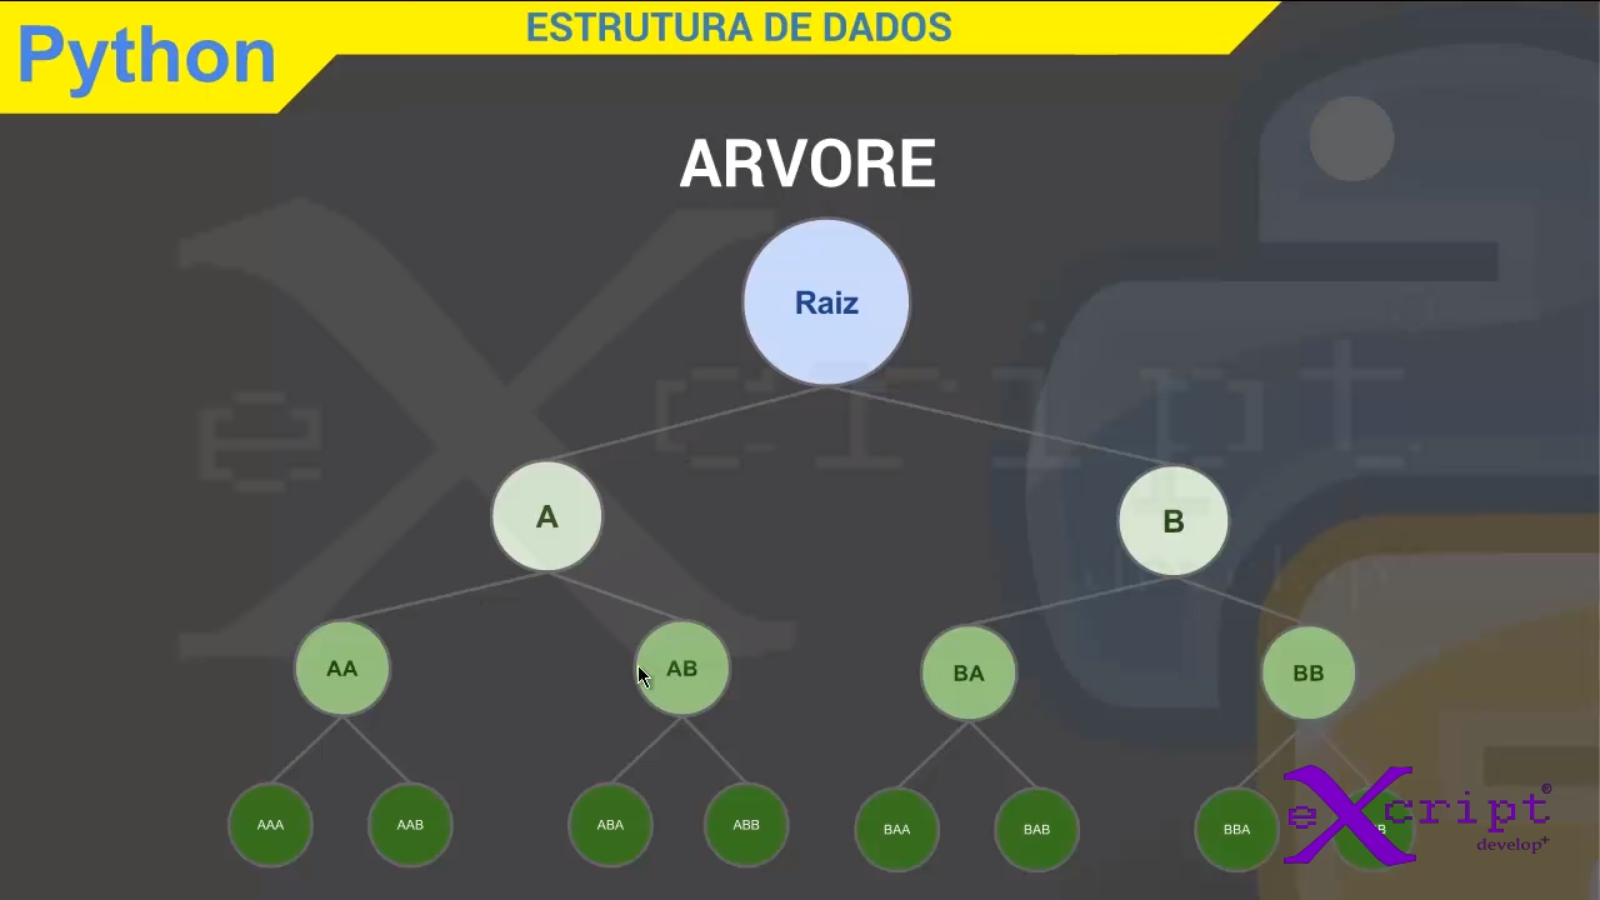 Python
ESTRUTURA DE DADOS
ARVORE
Raiz
A
B
AA
AB
BA
BB
AAA
AAB
ABA
ABB
BAA
BAB
BBA
eXcript®
develop+